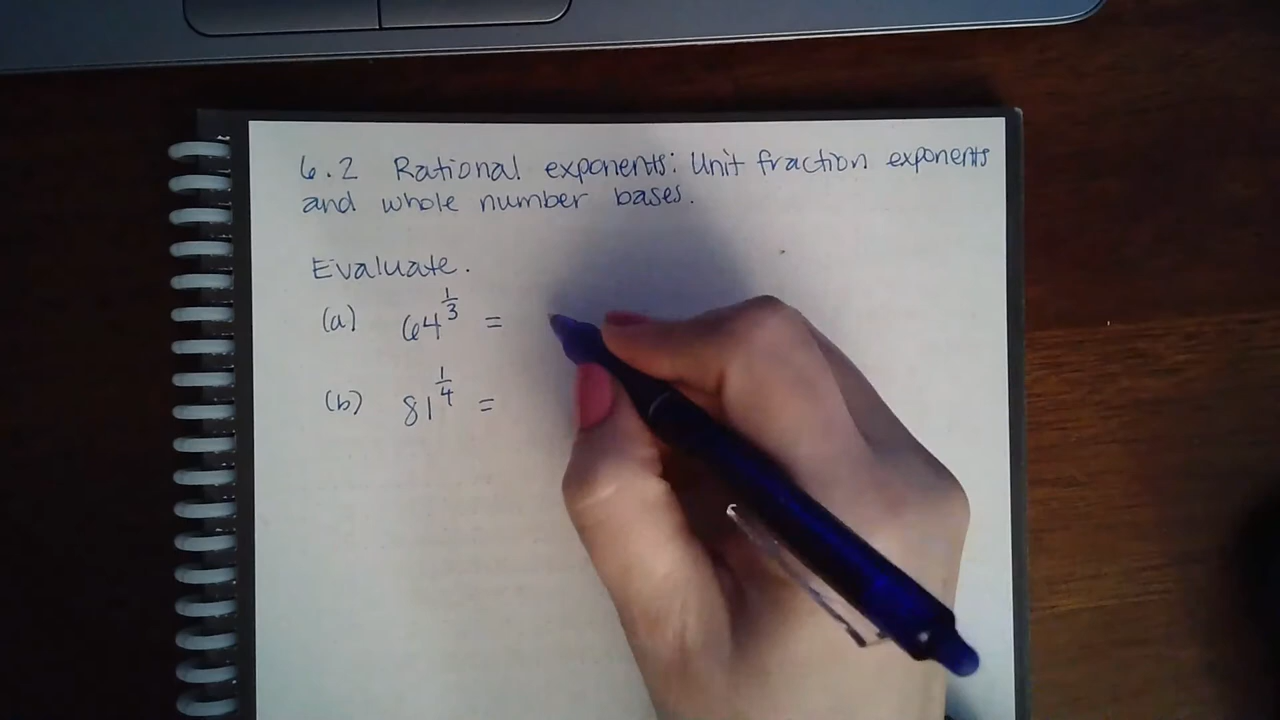 6.2 Rational exponents: Unit fraction exponents
and whole number bases.
Evaluate.
(a) 64^{1/3} =
(b) 81^{1/4} =